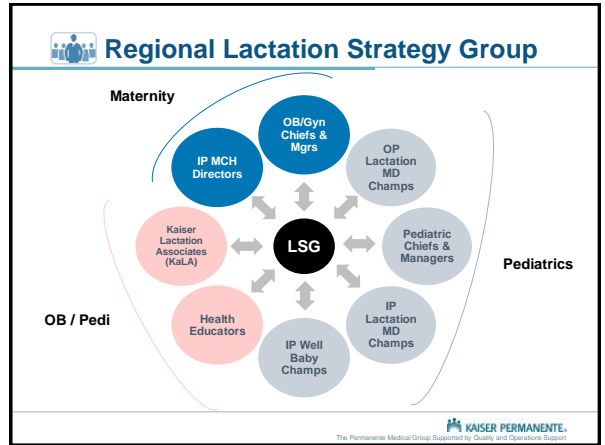 Regional Lactation Strategy Group
Maternity
OB/Gyn
Chiefs &
Mgrs
IP MCH
Directors
OP
Lactation
MD
Champs
Kaiser
Lactation
Associates
(KaLA)
LSG
Pediatric
Chiefs &
Managers
Pediatrics
OB / Pedi
Health
Educators
IP Well
Baby
Champs
IP
Lactation
MD
Champs
KAISER PERMANENTE®
The Permanente Medical Group Supported by Quality and Operations Support